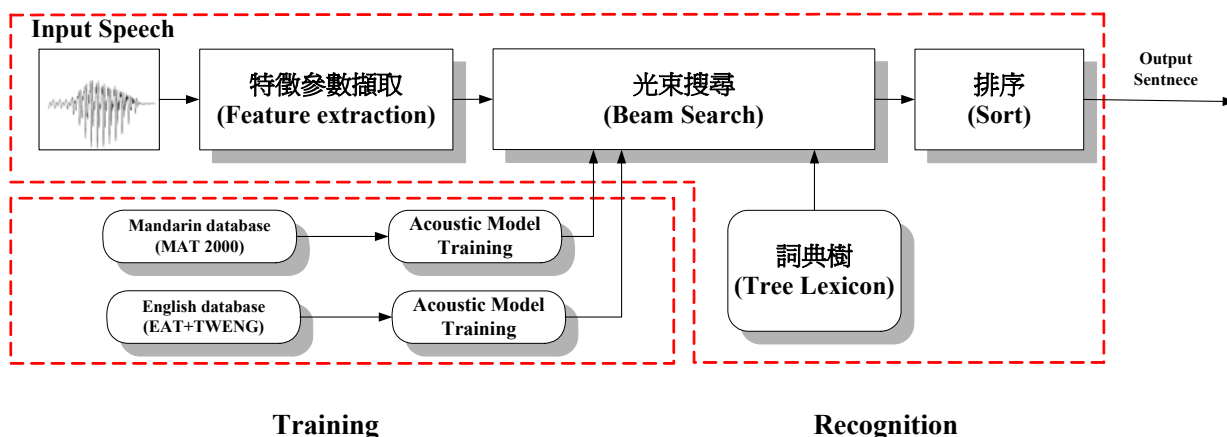 Input Speech
特徵參數擷取
(Feature extraction)
光束搜尋
(Beam Search)
排序
(Sort)
Output
Sentnece
Mandarin database
(MAT 2000)
Acoustic Model
Training
English database
(EAT+TWENG)
Acoustic Model
Training
詞典樹
(Tree Lexicon)
Training
Recognition